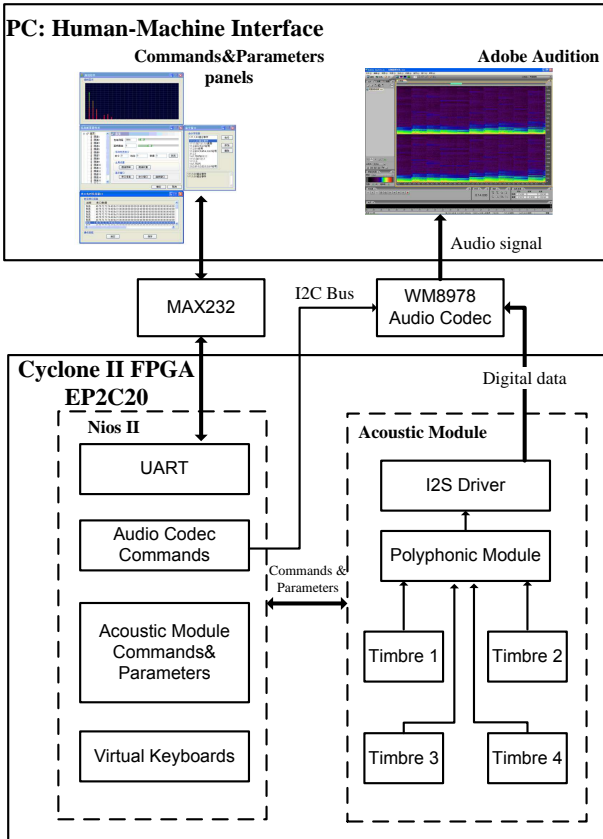 PC: Human-Machine Interface
Commands&Parameters
panels
Adobe Audition
Audio signal
MAX232
I2C Bus
WM8978
Audio Codec
Cyclone II FPGA
EP2C20
Digital data
Nios II
UART
Audio Codec
Commands
Acoustic Module
Commands&
Parameters
Virtual Keyboards
Commands &
Parameters
Acoustic Module
I2S Driver
Polyphonic Module
Timbre 1
Timbre 2
Timbre 3
Timbre 4